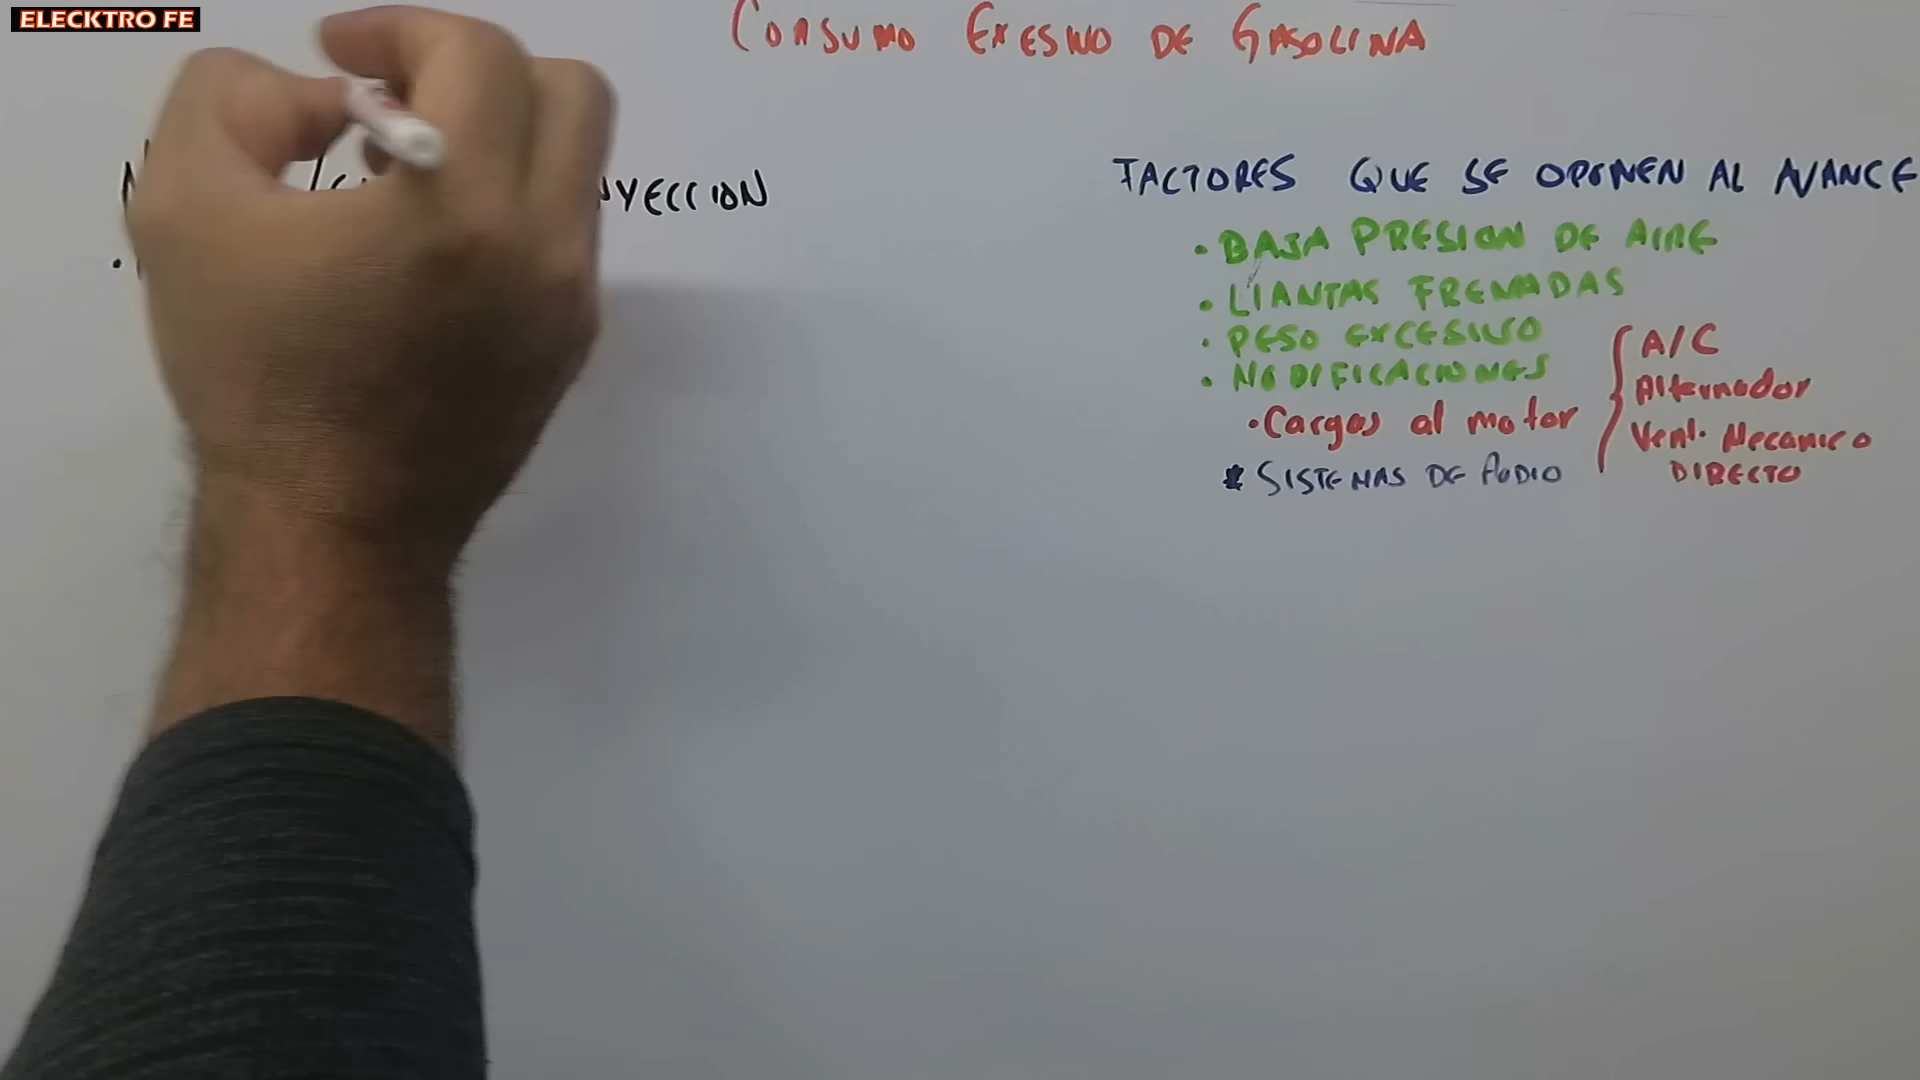 ELECKTRO FE
CONSUMO EXESIVO DE GASOLINA
INYECCION
FACTORES QUE SE OPONEN AL AVANCE
• BAJA PRESION DE AIRE
• LLANTAS FRENADAS
• PESO EXCESIVO
• MODIFICACIONES
• Cargas al motor
* SISTEMAS DE AUDIO
A/C
Alternador
Vent. Mecanico
DIRECTO